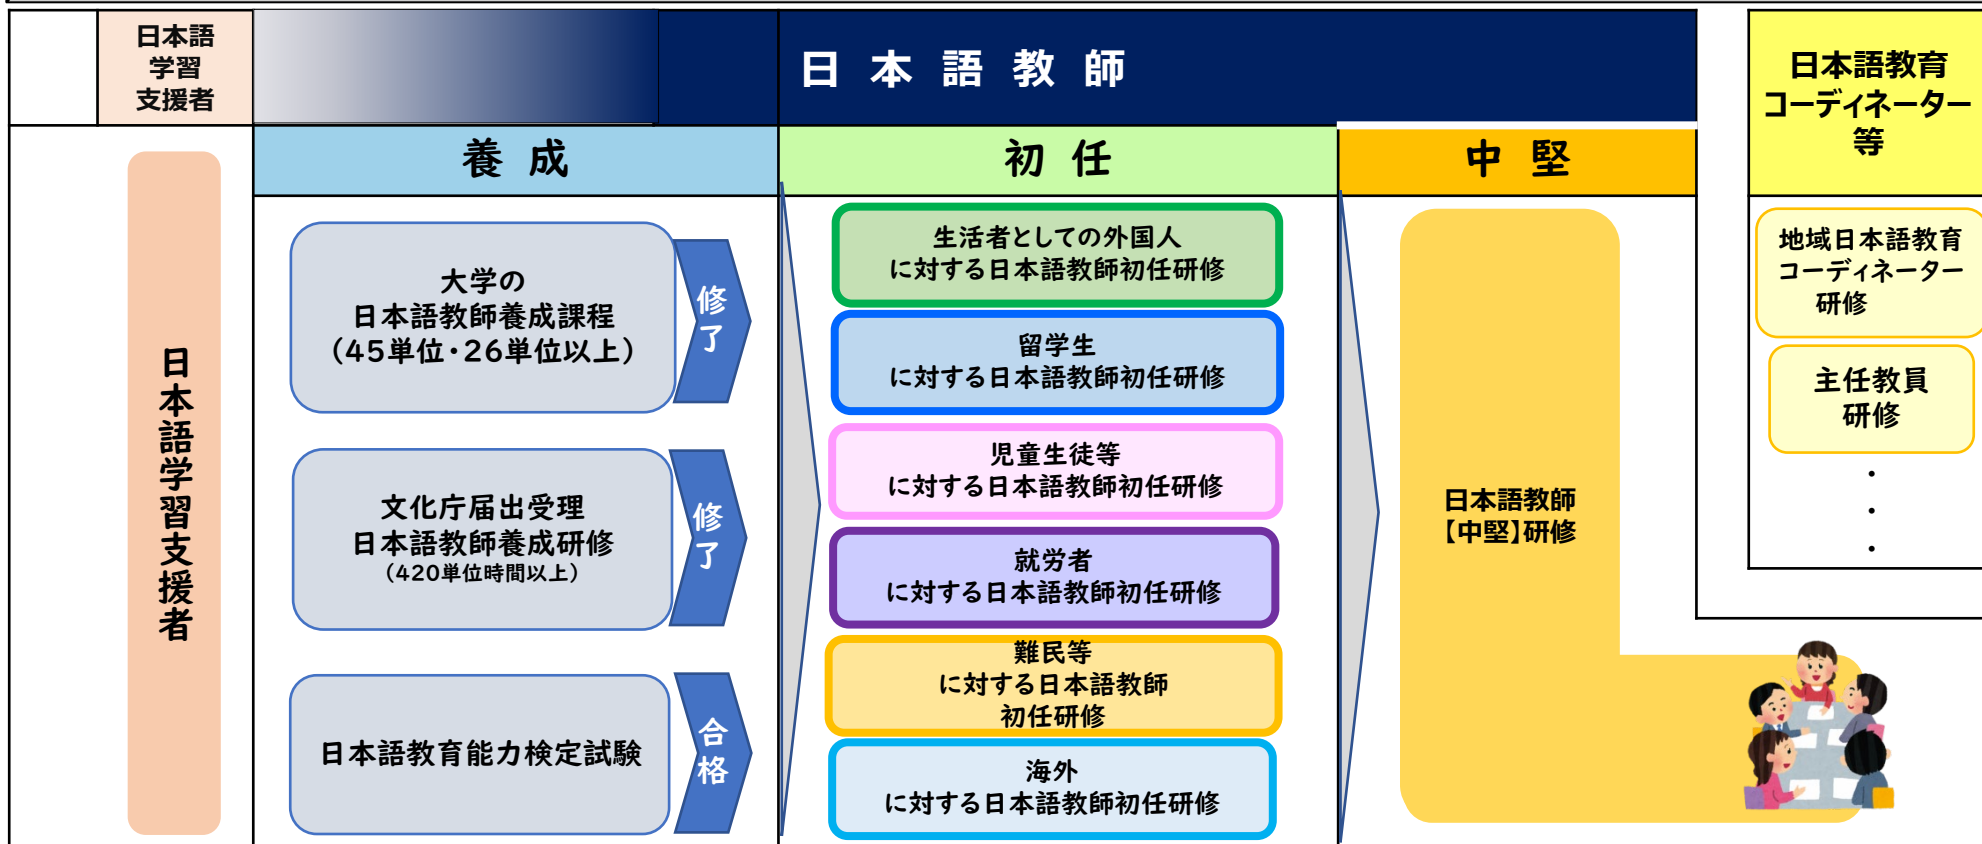 日本語
学習
支援者
日本語教師
日本語教育
コーディネーター
等
養成
初任
中堅
日本語学習支援者
大学の
日本語教師養成課程
(45単位・26単位以上)
修了
文化庁届出受理
日本語教師養成研修
(420単位時間以上)
修了
日本語教育能力検定試験
合格
生活者としての外国人
に対する日本語教師初任研修
留学生
に対する日本語教師初任研修
児童生徒等
に対する日本語教師初任研修
就労者
に対する日本語教師初任研修
難民等
に対する日本語教師
初任研修
海外
に対する日本語教師初任研修
日本語教師
【中堅】研修
地域日本語教育
コーディネーター
研修
主任教員
研修
・
・
・